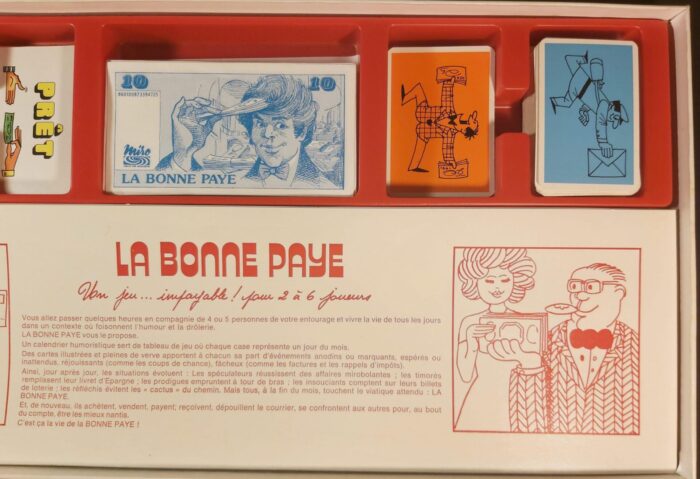 PRÊT
10
10
Miro
LA BONNE PAYE
LA BONNE PAYE
Un jeu... impayable ! pour 2 à 6 joueurs
Vous allez passer quelques heures en compagnie de 4 ou 5 personnes de votre entourage et vivre la vie de tous les jours
dans un contexte où foisonnent l'humour et la drôlerie.
LA BONNE PAYE vous le propose.
Un calendrier humoristique sert de tableau de jeu où chaque case représente un jour du mois.
Des cartes illustrées et pleines de verve apportent à chacun sa part d'événements anodins ou marquants, espérés ou
inattendus, réjouissants (comme les coups de chance), fâcheux (comme les factures et les rappels d'impôts).
Ainsi, jour après jour, les situations évoluent : Les spéculateurs réussissent des affaires mirobolantes ; les timorés
remplissent leur livret d'Epargne ; les prodigues empruntent à tour de bras ; les insouciants comptent sur leurs billets
de loterie ; les réfléchis évitent les « cactus » du chemin. Mais tous, à la fin du mois, touchent le viatique attendu : LA
BONNE PAYE.
Et, de nouveau, ils achètent, vendent, payent, reçoivent, dépouillent le courrier, se confrontent aux autres pour, au bout
du compte, être les mieux nantis.
C'est ça la vie de la BONNE PAYE !